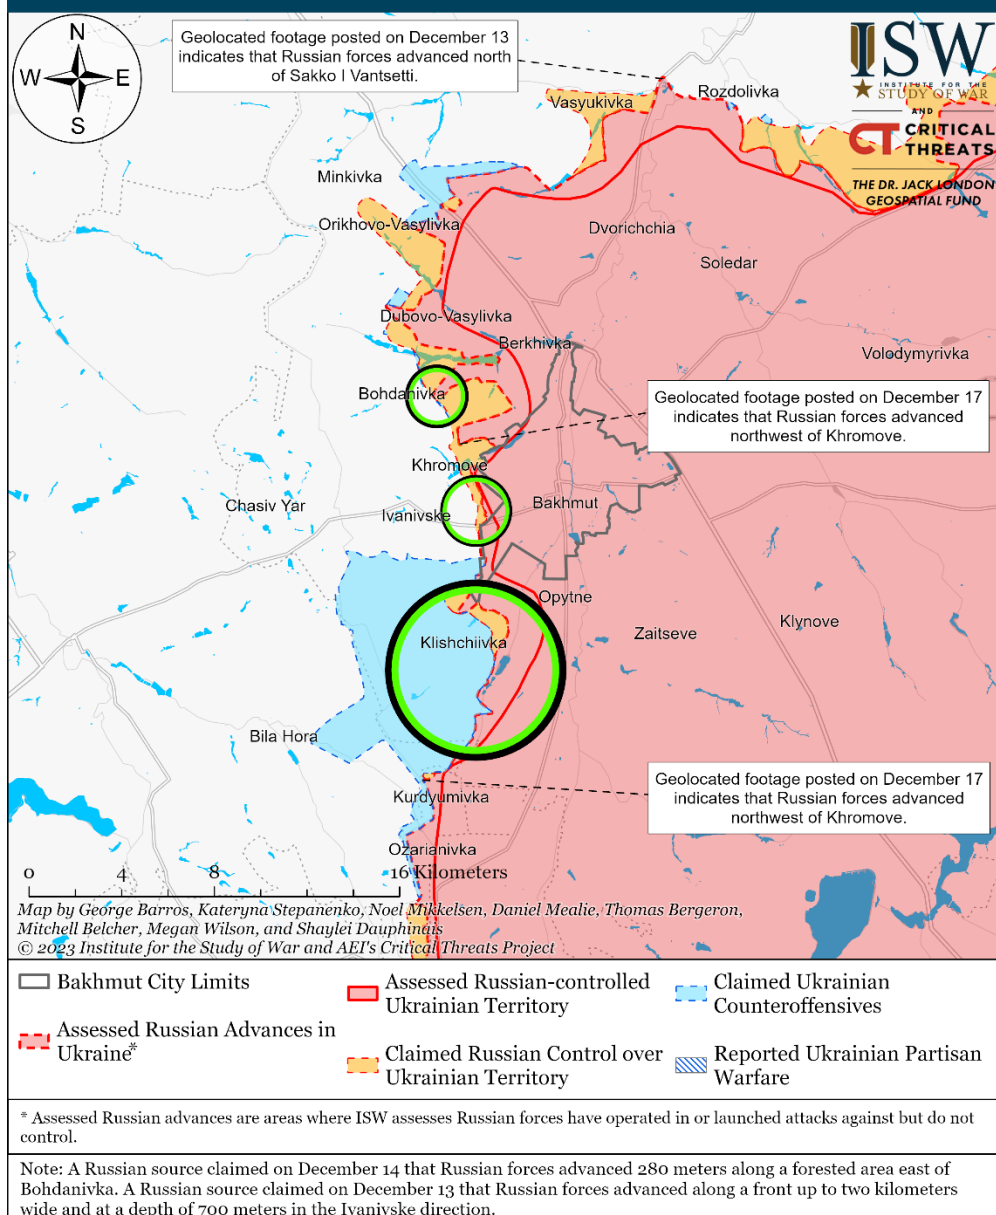 N
W
E
S
Geolocated footage posted on December 13
indicates that Russian forces advanced north
of Sakko I Vantsetti.
ISW
INSTITUTE FOR THE
STUDY OF WAR
AND
CT CRITICAL
THREATS
THE DR. JACK LONDON
GEOSPATIAL FUND
Vasyukivka
Rozdolivka
Minkivka
Orikhovo-Vasylivka
Dvorichchia
Soledar
Dubovo-Vasylivka
Berkhivka
Volodymyrivka
Bohdanivka
Geolocated footage posted on December 17
indicates that Russian forces advanced
northwest of Khromove.
Khromove
Chasiv Yar
Ivanivske
Bakhmut
Opytne
Klishchiivka
Zaitseve
Klynove
Bila Hora
Geolocated footage posted on December 17
indicates that Russian forces advanced
northwest of Khromove.
Kurdyumivka
Ozarianivka
0 4 8 16 Kilometers
Map by George Barros, Kateryna Stepanenko, Noel Mikkelsen, Daniel Mealie, Thomas Bergeron,
Mitchell Belcher, Megan Wilson, and Shaylei Dauphinais
© 2023 Institute for the Study of War and AEI's Critical Threats Project
Bakhmut City Limits
Assessed Russian Advances in
Ukraine*
Assessed Russian-controlled
Ukrainian Territory
Claimed Russian Control over
Ukrainian Territory
Claimed Ukrainian
Counteroffensives
Reported Ukrainian Partisan
Warfare
* Assessed Russian advances are areas where ISW assesses Russian forces have operated in or launched attacks against but do not
control.
Note: A Russian source claimed on December 14 that Russian forces advanced 280 meters along a forested area east of
Bohdanivka. A Russian source claimed on December 13 that Russian forces advanced along a front up to two kilometers
wide and at a depth of 700 meters in the Ivanivske direction.